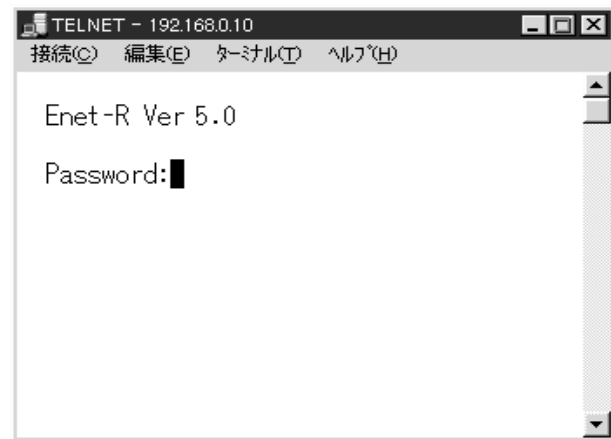 TELNET - 192.168.0.10
接続(C) 編集(E) ターミナル(T) ヘルプ(H)
Enet-R Ver 5.0
Password: